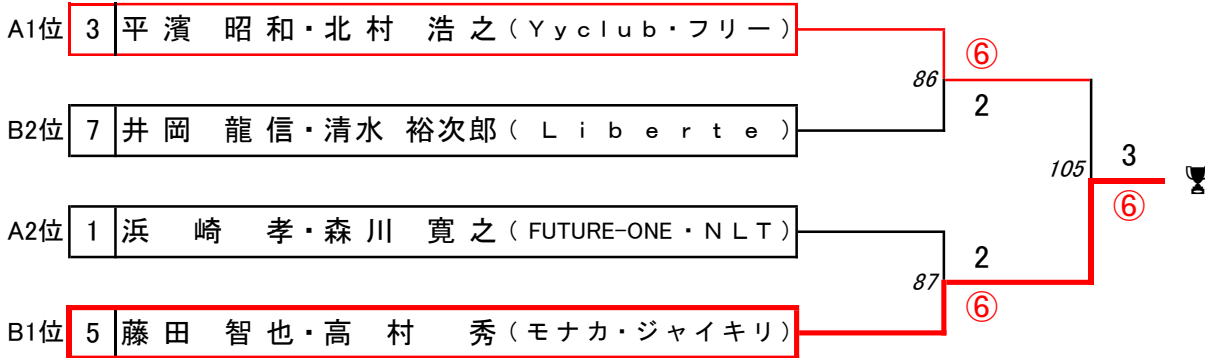 A1位 3 平濱 昭和・北村 浩之(Yyclub・フリー)
⑥
86
2
B2位 7 井岡 龍信・清水 裕次郎(Liberte)
105
3
⑥
A2位 1 浜崎 孝・森川 寛之(FUTURE-ONE・NLT)
2
87
⑥
B1位 5 藤田 智也・高村 秀(モナカ・ジャイキリ)